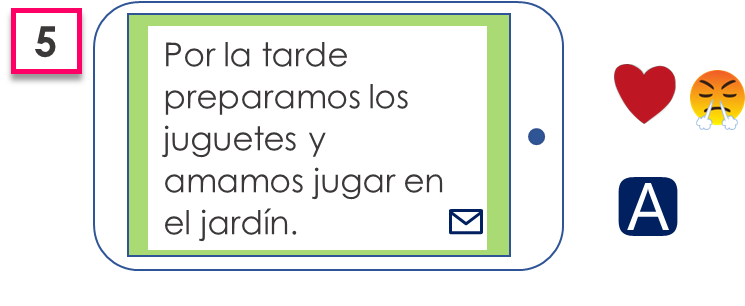 5
Por la tarde
preparamos los
juguetes y
amamos jugar en
el jardín.
A